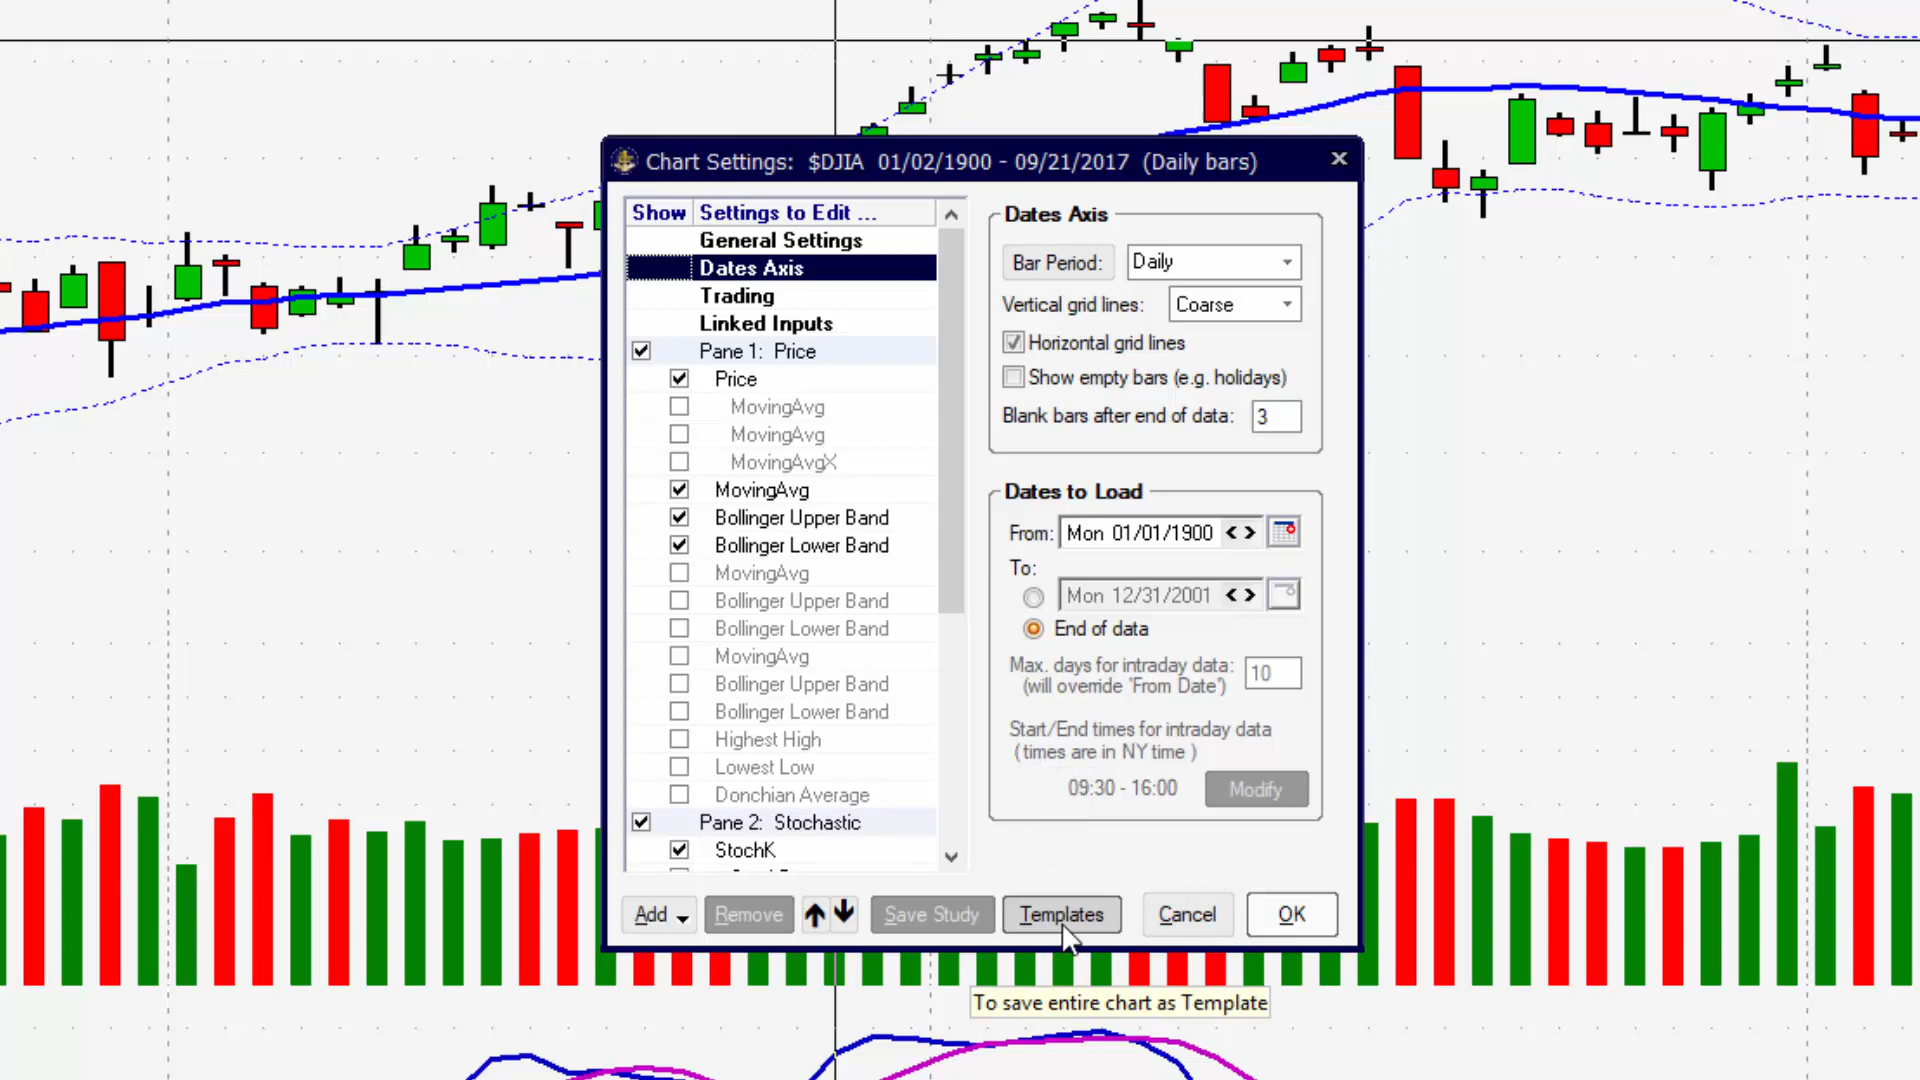 Chart Settings:  $DJIA  01/02/1900 - 09/21/2017  (Daily bars)
Show Settings to Edit ...
General Settings
Dates Axis
Trading
Linked Inputs
Pane 1:  Price
Price
MovingAvg
MovingAvg
MovingAvgX
MovingAvg
Bollinger Upper Band
Bollinger Lower Band
MovingAvg
Bollinger Upper Band
Bollinger Lower Band
MovingAvg
Bollinger Upper Band
Bollinger Lower Band
Highest High
Lowest Low
Donchian Average
Pane 2:  Stochastic
StochK
Dates Axis
Bar Period: Daily
Vertical grid lines: Coarse
Horizontal grid lines
Show empty bars (e.g. holidays)
Blank bars after end of data: 3
Dates to Load
From: Mon 01/01/1900
To:
Mon 12/31/2001
End of data
Max. days for intraday data: 10
(will override 'From Date')
Start/End times for intraday data
(times are in NY time )
09:30 - 16:00 Modify
Add Remove Save Study Templates Cancel OK
To save entire chart as Template